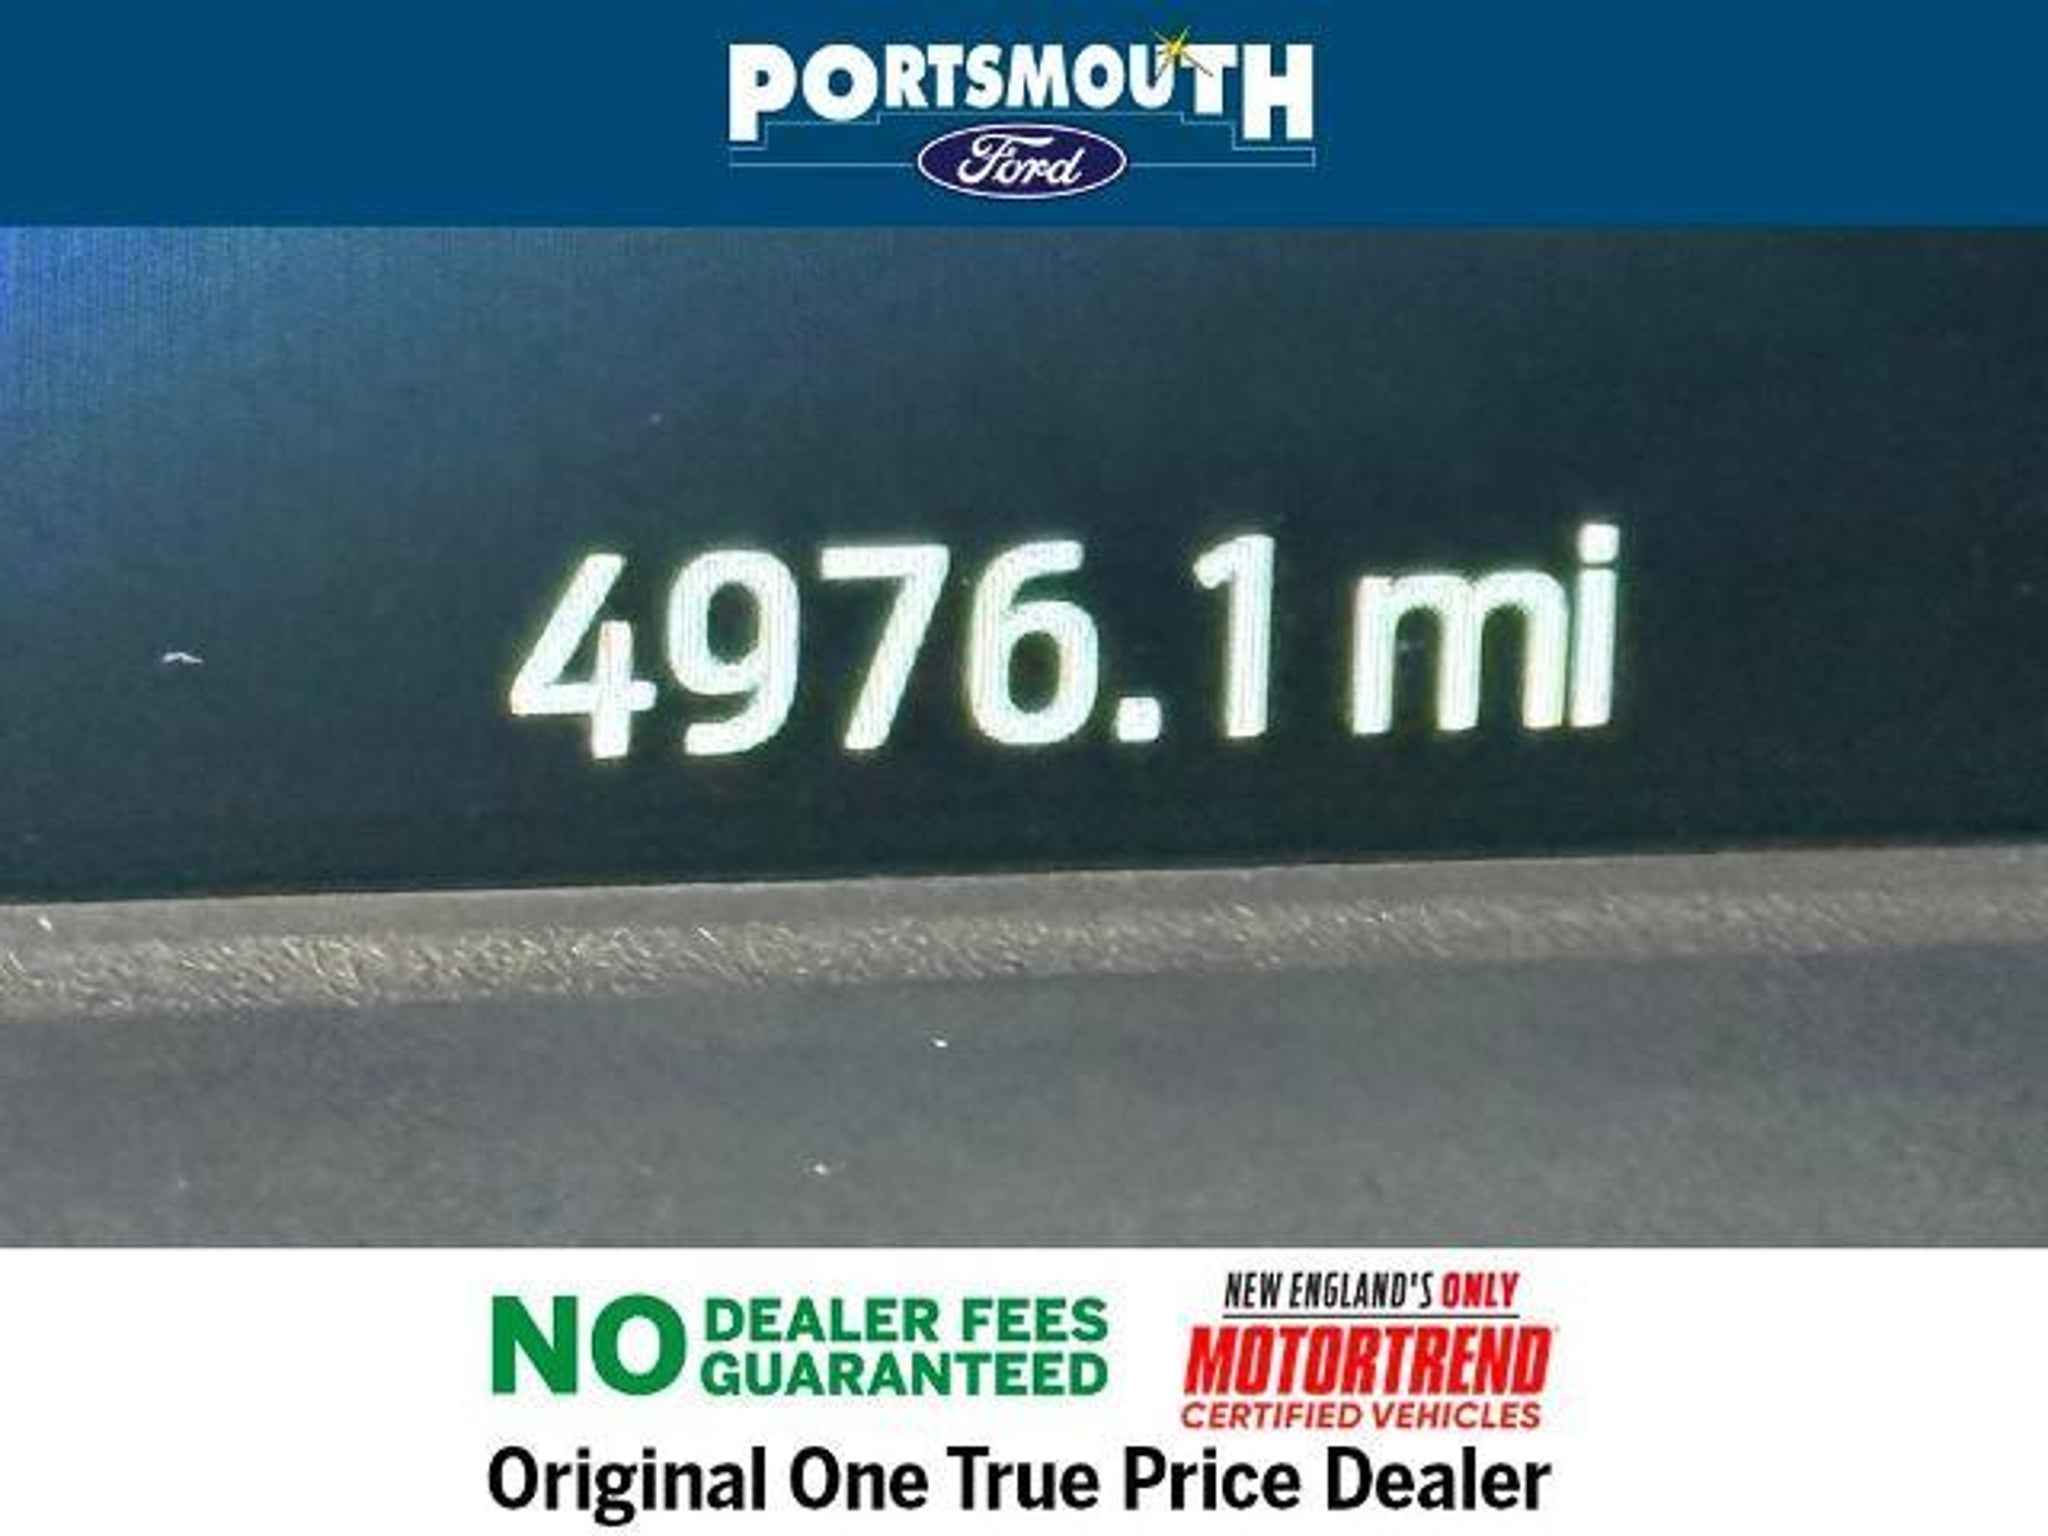 PORTSMOUTH
Ford
4976.1 mi
NO DEALER FEES
GUARANTEED
NEW ENGLAND'S ONLY
MOTORTREND
CERTIFIED VEHICLES
Original One True Price Dealer